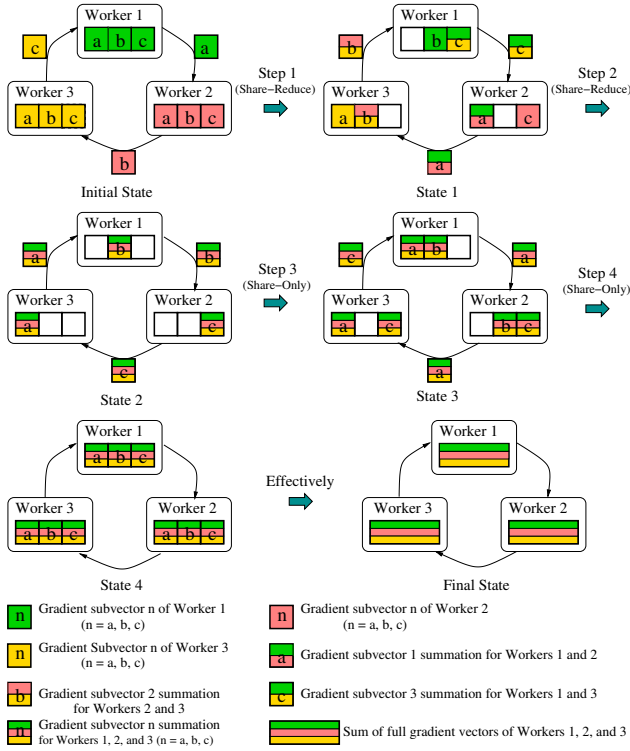 Worker 1
c
a b c
a
Worker 3
a b c
Worker 2
a b c
b
Initial State
Step 1
(Share−Reduce)
Worker 1
b
b c
c
Worker 3
a b
Worker 2
a c
a
State 1
Step 2
(Share−Reduce)
Worker 1
a
b
b
Worker 3
a
Worker 2
c
c
State 2
Step 3
(Share−Only)
Worker 1
c
a b
a
Worker 3
a c
Worker 2
b c
a
State 3
Step 4
(Share−Only)
Worker 1
a b c
Worker 3
a b c
Worker 2
a b c
State 4
Effectively
Worker 1
Worker 3
Worker 2
Final State
n Gradient subvector n of Worker 1
(n = a, b, c)
n Gradient subvector n of Worker 2
(n = a, b, c)
n Gradient Subvector n of Worker 3
(n = a, b, c)
a Gradient subvector 1 summation for Workers 1 and 2
b Gradient subvector 2 summation
for Workers 2 and 3
c Gradient subvector 3 summation for Workers 1 and 3
n Gradient subvector n summation
for Workers 1, 2, and 3 (n = a, b, c)
Sum of full gradient vectors of Workers 1, 2, and 3